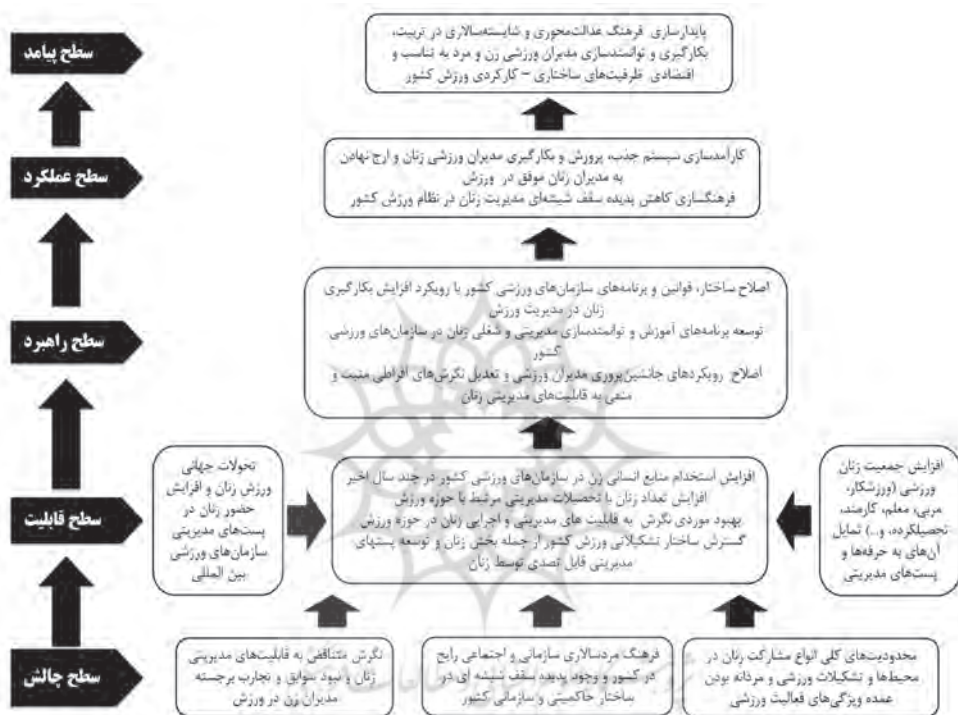 سطح پیامد
پایدارسازی فرهنگ عدالت‌محوری و شایسته‌سالاری در تربیت،
بکارگیری و توانمندسازی مدیران ورزشی زن و مرد به تناسب و
اقتصادی ظرفیت‌های ساختاری – کارکردی ورزش کشور
سطح عملکرد
کارآمدسازی سیستم جذب، پرورش و بکارگیری مدیران ورزشی زنان و ارج نهادن
به مدیران زنان موفق در ورزش
فرهنگسازی کاهش پدیده سقف شیشه‌ای مدیریت زنان در نظام ورزش کشور
سطح راهبرد
اصلاح ساختار، قوانین و برنامه‌های سازمان‌های ورزشی کشور با رویکرد افزایش بکارگیری
زنان در مدیریت ورزش
توسعه برنامه‌های آموزش و توانمندسازی مدیریتی و شغلی زنان در سازمان‌های ورزشی
کشور
اصلاح رویکردهای جانشین‌پروری مدیران ورزشی و تعدیل نگرش‌های افراطی مثبت و
منفی به قابلیت‌های مدیریتی زنان
سطح قابلیت
افزایش جمعیت زنان
ورزشی (ورزشکار،
مربی، معلم، کارمند،
تحصیلکرده، و...) تمایل
آن‌های به حرفه‌ها و
پست‌های مدیریتی
افزایش استخدام منابع انسانی زن در سازمان‌های ورزشی کشور در چند سال اخیر
افزایش تعداد زنان با تحصیلات مدیریتی مرتبط با حوزه ورزش
بهبود موردی نگرش به قابلیت های مدیریتی و اجرایی زنان در حوزه ورزش
گسترش ساختار تشکیلاتی ورزش کشور از جمله بخش زنان و توسعه پستهای
مدیریتی قابل تصدی توسط زنان
تحولات جهانی
ورزش زنان و افزایش
حضور زنان در
پست‌های مدیریتی
سازمان‌های ورزشی
بین المللی
سطح چالش
محدودیت‌های کلی انواع مشارکت زنان در
محیط‌ها و تشکیلات ورزشی و مردانه بودن
عمده ویژگی‌های فعالیت ورزشی
فرهنگ مردسالاری سازمانی و اجتماعی رایج
در کشور و وجود پدیده سقف شیشه ای در
ساختار حاکمیتی و سازمانی کشور
نگرش متناقض به قابلیت‌های مدیریتی
زنان و نبود سوابق و تجارب برجسته
مدیران زن در ورزش